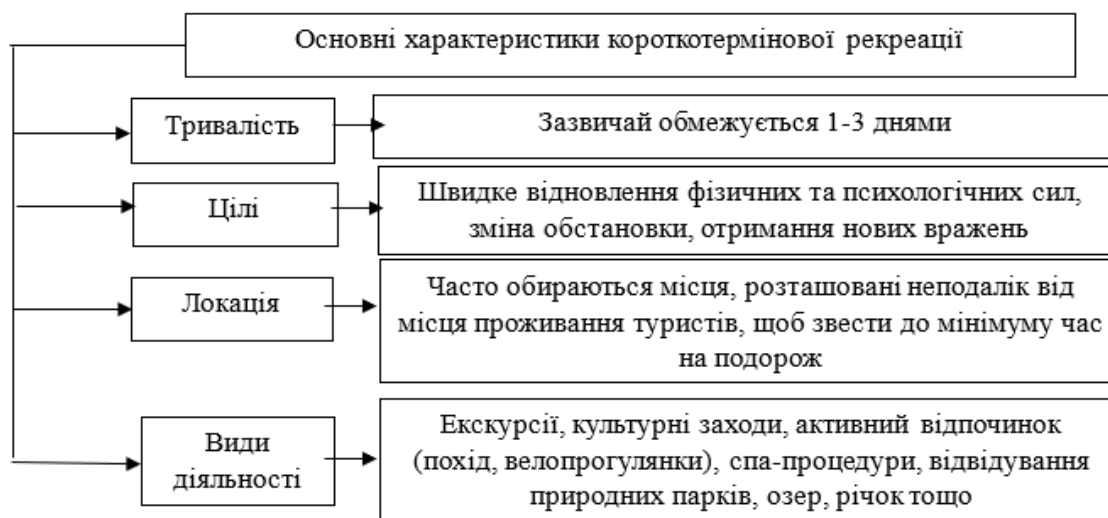 Основні характеристики короткотермінової рекреації
Тривалість
Зазвичай обмежується 1-3 днями
Цілі
Швидке відновлення фізичних та психологічних сил,
зміна обстановки, отримання нових вражень
Локація
Часто обираються місця, розташовані неподалік від
місця проживання туристів, щоб звести до мінімуму час
на подорож
Види
діяльності
Екскурсії, культурні заходи, активний відпочинок
(похід, велопрогулянки), спа-процедури, відвідування
природних парків, озер, річок тощо